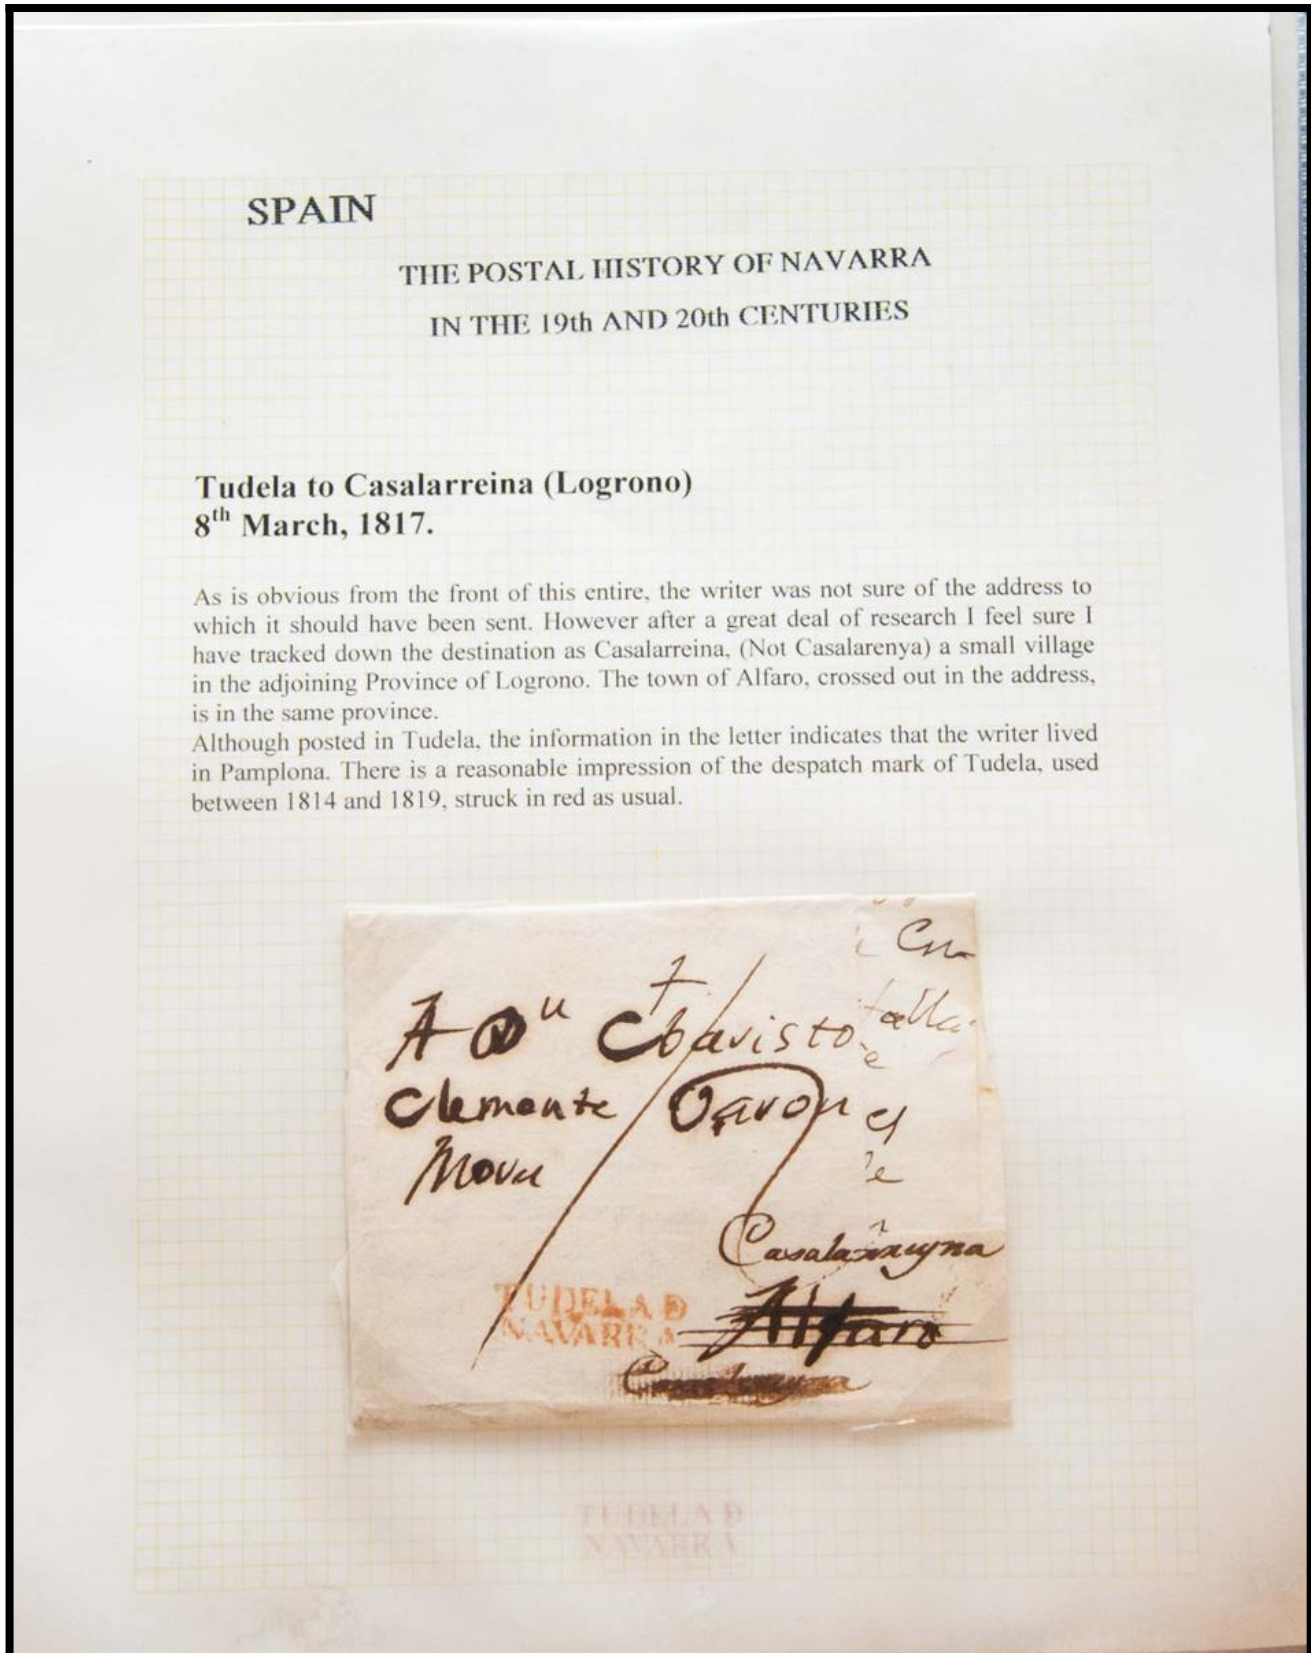 SPAIN
THE POSTAL HISTORY OF NAVARRA
IN THE 19th AND 20th CENTURIES
Tudela to Casalarreina (Logrono)
8th March, 1817.
As is obvious from the front of this entire, the writer was not sure of the address to
which it should have been sent. However after a great deal of research I feel sure I
have tracked down the destination as Casalarreina, (Not Casalarenya) a small village
in the adjoining Province of Logrono. The town of Alfaro, crossed out in the address,
is in the same province.
Although posted in Tudela, the information in the letter indicates that the writer lived
in Pamplona. There is a reasonable impression of the despatch mark of Tudela, used
between 1814 and 1819, struck in red as usual.
A
Clemente
TUDELA D
NAVARRA
Alfaro
TUDELA D
NAVARRA